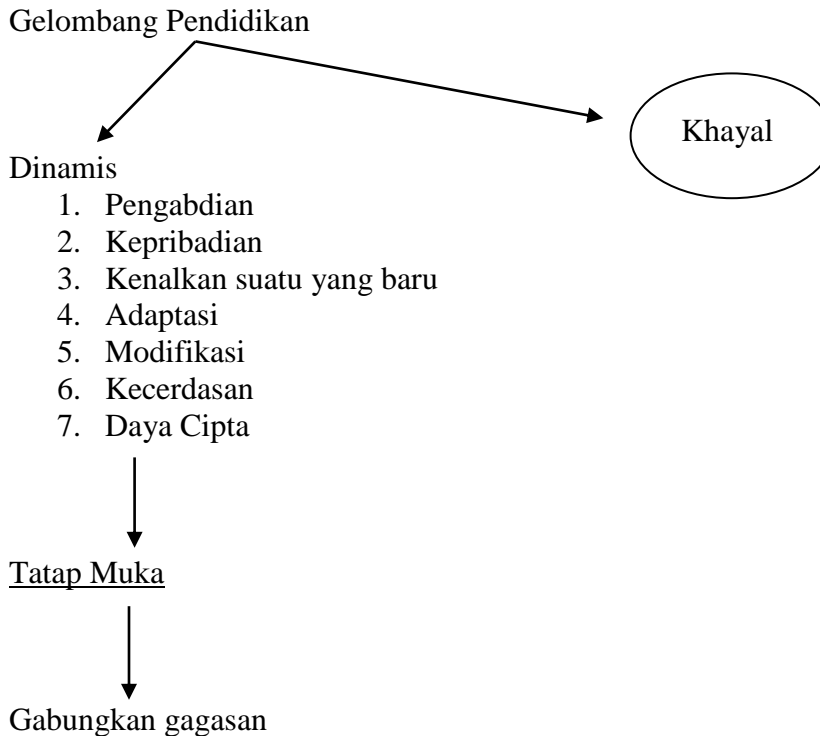 Gelombang Pendidikan
Khayal
Dinamis
1. Pengabdian
2. Kepribadian
3. Kenalkan suatu yang baru
4. Adaptasi
5. Modifikasi
6. Kecerdasan
7. Daya Cipta
Tatap Muka
Gabungkan gagasan